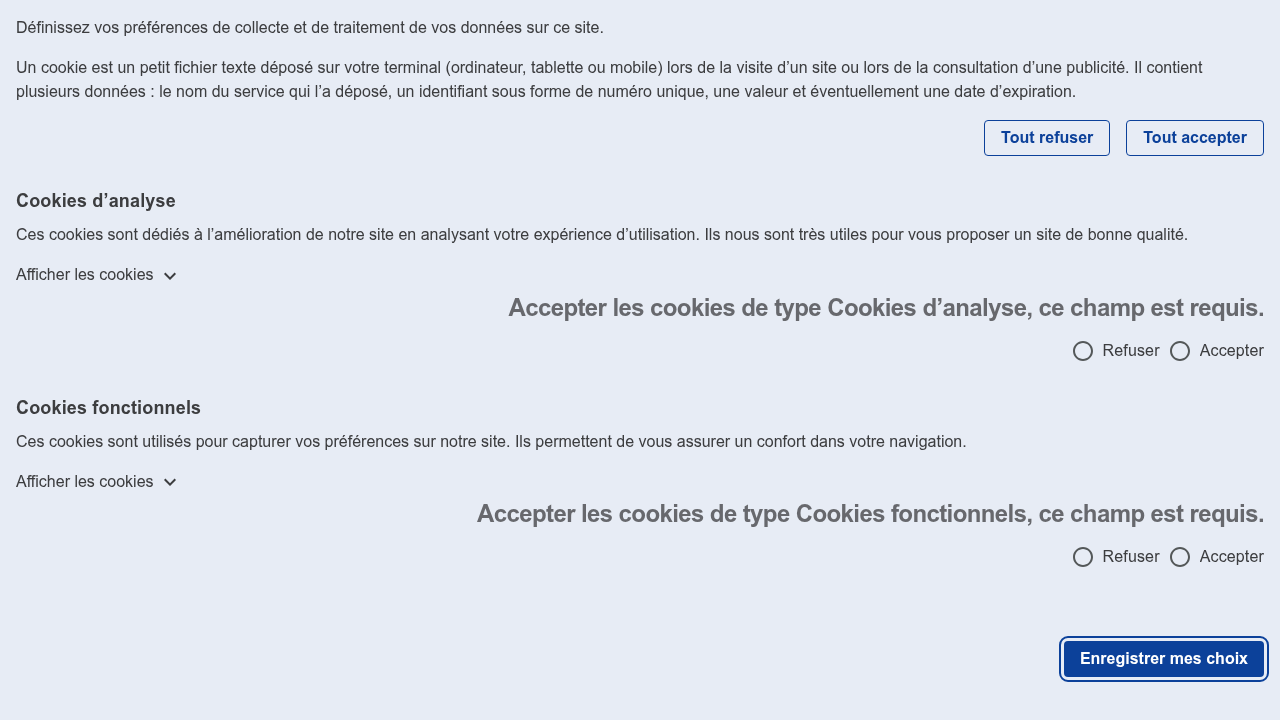 Définissez vos préférences de collecte et de traitement de vos données sur ce site.
Un cookie est un petit fichier texte déposé sur votre terminal (ordinateur, tablette ou mobile) lors de la visite d’un site ou lors de la consultation d’une publicité. Il contient
plusieurs données : le nom du service qui l’a déposé, un identifiant sous forme de numéro unique, une valeur et éventuellement une date d’expiration.
Tout refuser Tout accepter
Cookies d’analyse
Ces cookies sont dédiés à l’amélioration de notre site en analysant votre expérience d’utilisation. Ils nous sont très utiles pour vous proposer un site de bonne qualité.
Afficher les cookies
Accepter les cookies de type Cookies d’analyse, ce champ est requis.
Refuser Accepter
Cookies fonctionnels
Ces cookies sont utilisés pour capturer vos préférences sur notre site. Ils permettent de vous assurer un confort dans votre navigation.
Afficher les cookies
Accepter les cookies de type Cookies fonctionnels, ce champ est requis.
Refuser Accepter
Enregistrer mes choix